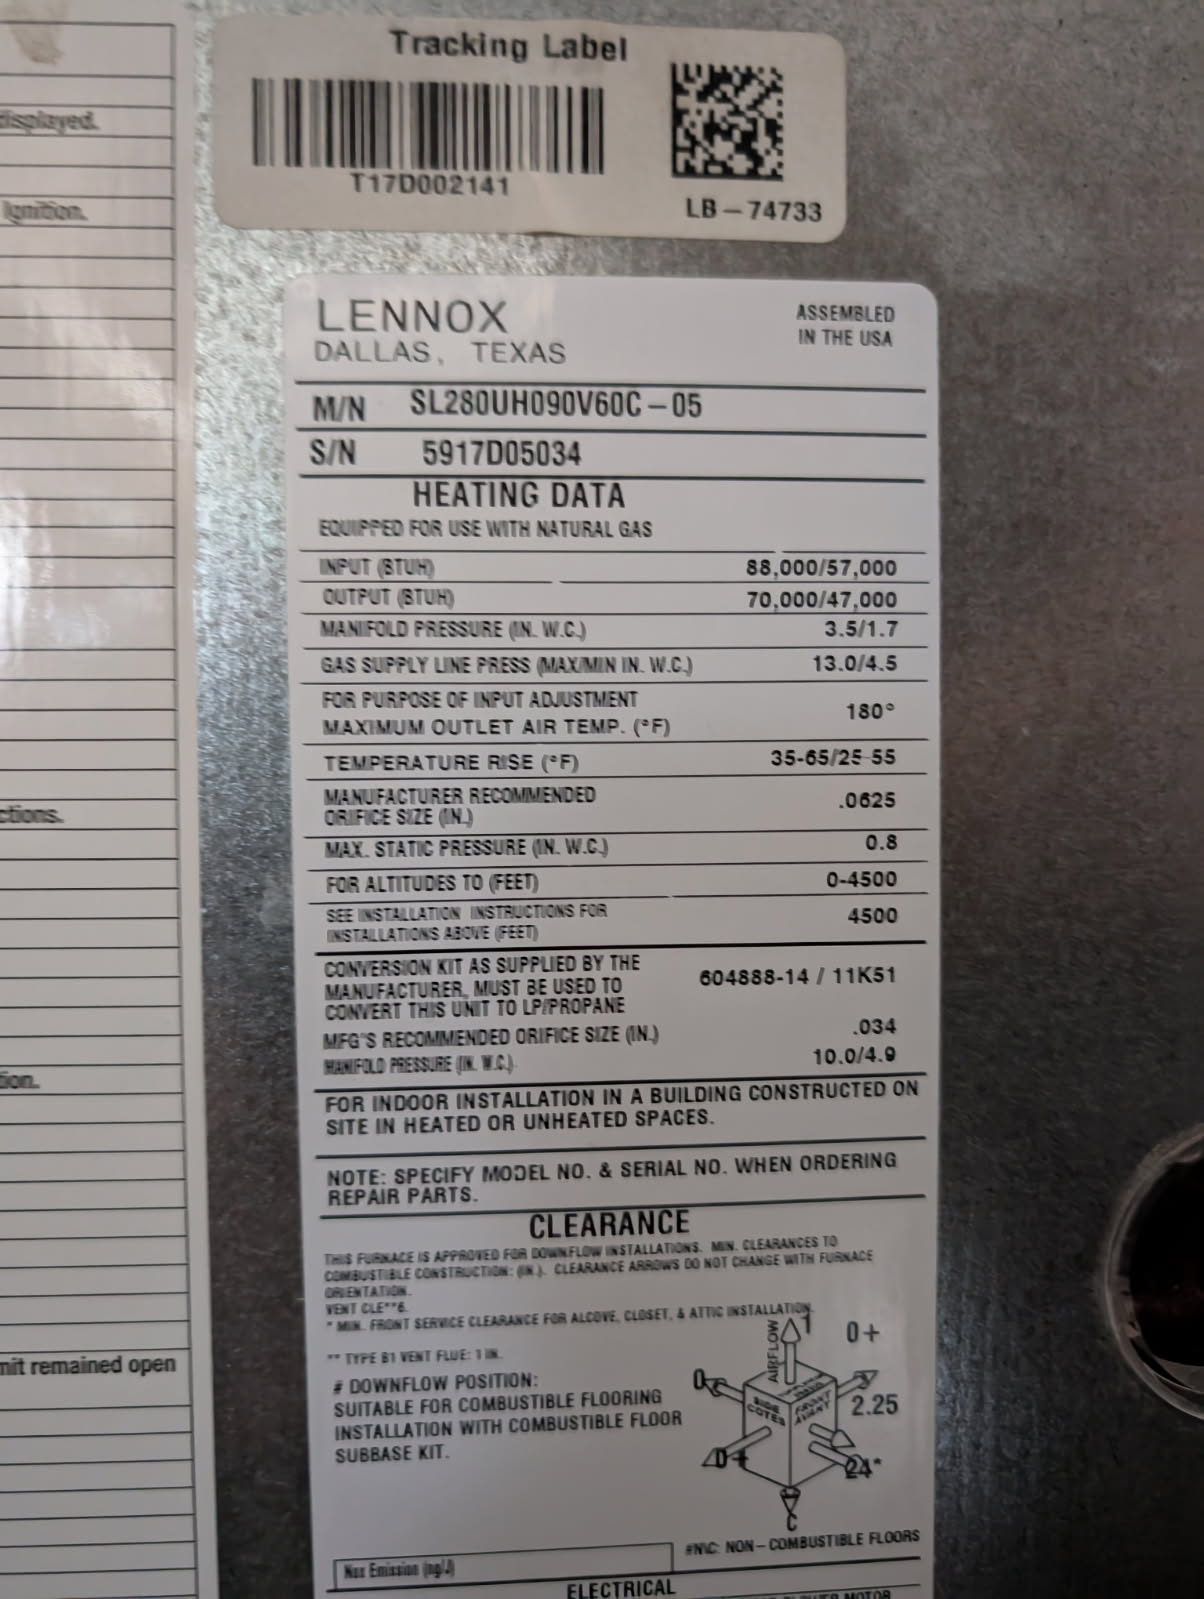 Tracking Label
T17D002141
LB-74733
displayed.
Ignition.
ctions.
tion.
mit remained open
LENNOX
DALLAS, TEXAS
ASSEMBLED
IN THE USA
M/N SL280UH090V60C-05
S/N 5917D05034
HEATING DATA
EQUIPPED FOR USE WITH NATURAL GAS
INPUT (BTUH) 88,000/57,000
OUTPUT (BTUH) 70,000/47,000
MANIFOLD PRESSURE (IN. W.C.) 3.5/1.7
GAS SUPPLY LINE PRESS (MAX/MIN IN. W.C.) 13.0/4.5
FOR PURPOSE OF INPUT ADJUSTMENT
MAXIMUM OUTLET AIR TEMP. (°F) 180°
TEMPERATURE RISE (°F) 35-65/25-55
MANUFACTURER RECOMMENDED
ORIFICE SIZE (IN.) .0625
MAX. STATIC PRESSURE (IN. W.C.) 0.8
FOR ALTITUDES TO (FEET) 0-4500
SEE INSTALLATION INSTRUCTIONS FOR
INSTALLATIONS ABOVE (FEET) 4500
CONVERSION KIT AS SUPPLIED BY THE
MANUFACTURER, MUST BE USED TO
CONVERT THIS UNIT TO LP/PROPANE 604888-14 / 11K51
MFG'S RECOMMENDED ORIFICE SIZE (IN.) .034
MANIFOLD PRESSURE (IN. W.C.) 10.0/4.9
FOR INDOOR INSTALLATION IN A BUILDING CONSTRUCTED ON
SITE IN HEATED OR UNHEATED SPACES.
NOTE: SPECIFY MODEL NO. & SERIAL NO. WHEN ORDERING
REPAIR PARTS.
CLEARANCE
THIS FURNACE IS APPROVED FOR DOWNFLOW INSTALLATIONS. MIN. CLEARANCES TO
COMBUSTIBLE CONSTRUCTION: (IN.). CLEARANCE ARROWS DO NOT CHANGE WITH FURNACE
ORIENTATION.
VENT CLE**6.
* MIN. FRONT SERVICE CLEARANCE FOR ALCOVE, CLOSET, & ATTIC INSTALLATION.
** TYPE B1 VENT FLUE: 1 IN.
# DOWNFLOW POSITION:
SUITABLE FOR COMBUSTIBLE FLOORING
INSTALLATION WITH COMBUSTIBLE FLOOR
SUBBASE KIT.
AIRFLOW
1
0+
0
2.25
SIDE
COTES
FRONT
AVANT
0+
24*
C
#NC: NON-COMBUSTIBLE FLOORS
Nox Emission (ng/J)
ELECTRICAL
BLOWER MOTOR